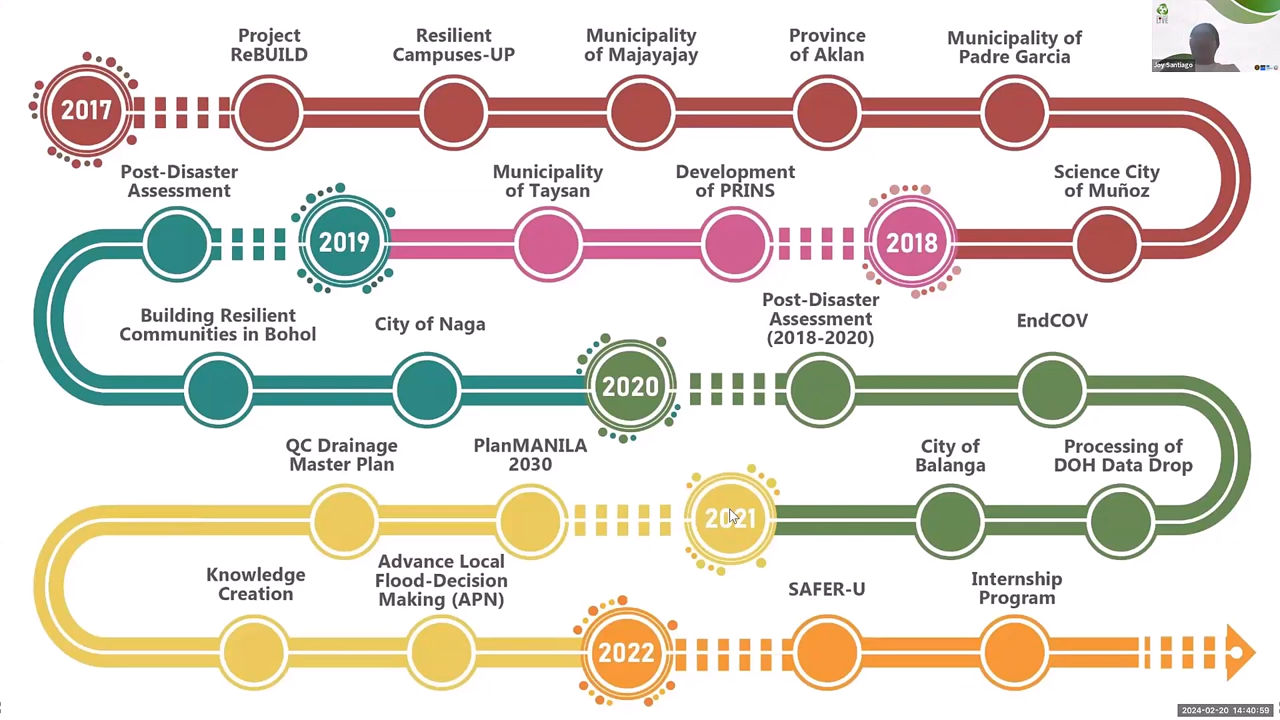 Project
ReBUILD
Resilient
Campuses-UP
Municipality
of Majayajay
Province
of Aklan
Municipality of
Padre Garcia
Joy Santiago
2017
Post-Disaster
Assessment
2019
Municipality
of Taysan
Development
of PRINS
2018
Science City
of Muñoz
Building Resilient
Communities in Bohol
City of Naga
2020
Post-Disaster
Assessment
(2018-2020)
EndCOV
QC Drainage
Master Plan
PlanMANILA
2030
2021
City of
Balanga
Processing of
DOH Data Drop
Knowledge
Creation
Advance Local
Flood-Decision
Making (APN)
2022
SAFER-U
Internship
Program
2024-02-20 14:40:59